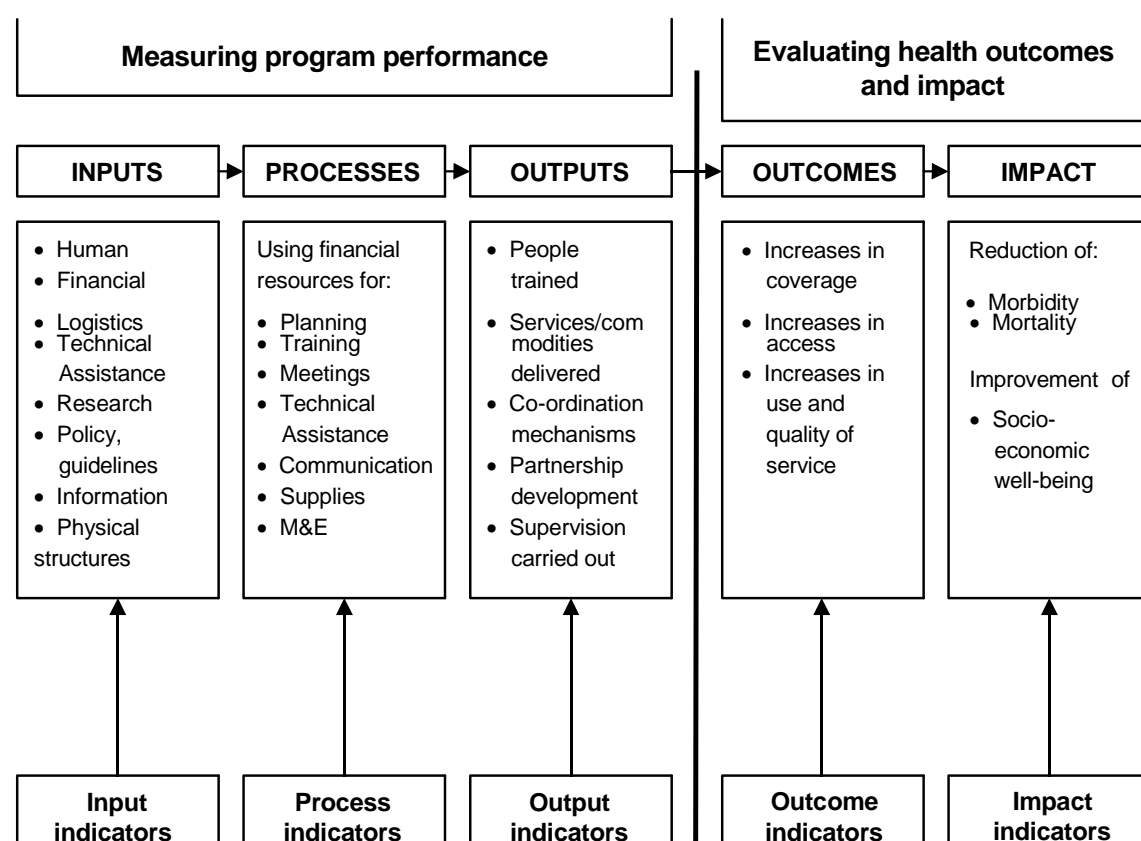 Measuring program performance
Evaluating health outcomes
and impact
INPUTS
PROCESSES
OUTPUTS
OUTCOMES
IMPACT
• Human
• Financial
• Logistics
• Technical
Assistance
• Research
• Policy,
guidelines
• Information
• Physical
structures
Using financial
resources for:
• Planning
• Training
• Meetings
• Technical
Assistance
• Communication
• Supplies
• M&E
• People
trained
• Services/com
modities
delivered
• Co-ordination
mechanisms
• Partnership
development
• Supervision
carried out
• Increases in
coverage
• Increases in
access
• Increases in
use and
quality of
service
Reduction of:
• Morbidity
• Mortality
Improvement of
• Socio-
economic
well-being
Input
indicators
Process
indicators
Output
indicators
Outcome
indicators
Impact
indicators